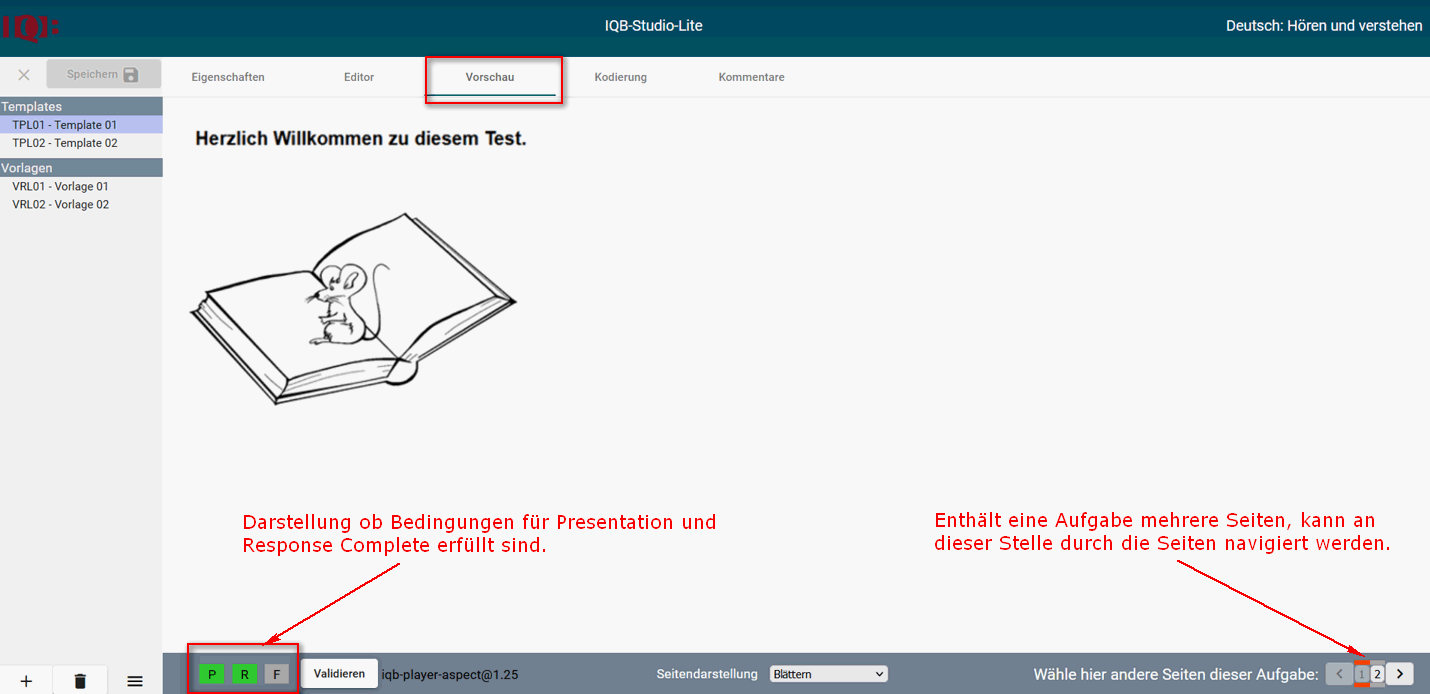 IQB:
IQB-Studio-Lite
Deutsch: Hören und verstehen
Speichern
Eigenschaften
Editor
Vorschau
Kodierung
Kommentare
Templates
TPL01 - Template 01
TPL02 - Template 02
Vorlagen
VRL01 - Vorlage 01
VRL02 - Vorlage 02
Herzlich Willkommen zu diesem Test.
Darstellung ob Bedingungen für Presentation und
Response Complete erfüllt sind.
Enthält eine Aufgabe mehrere Seiten, kann an
dieser Stelle durch die Seiten navigiert werden.
P R F
Validieren
iqb-player-aspect@1.25
Seitendarstellung
Blättern
Wähle hier andere Seiten dieser Aufgabe:
1 2